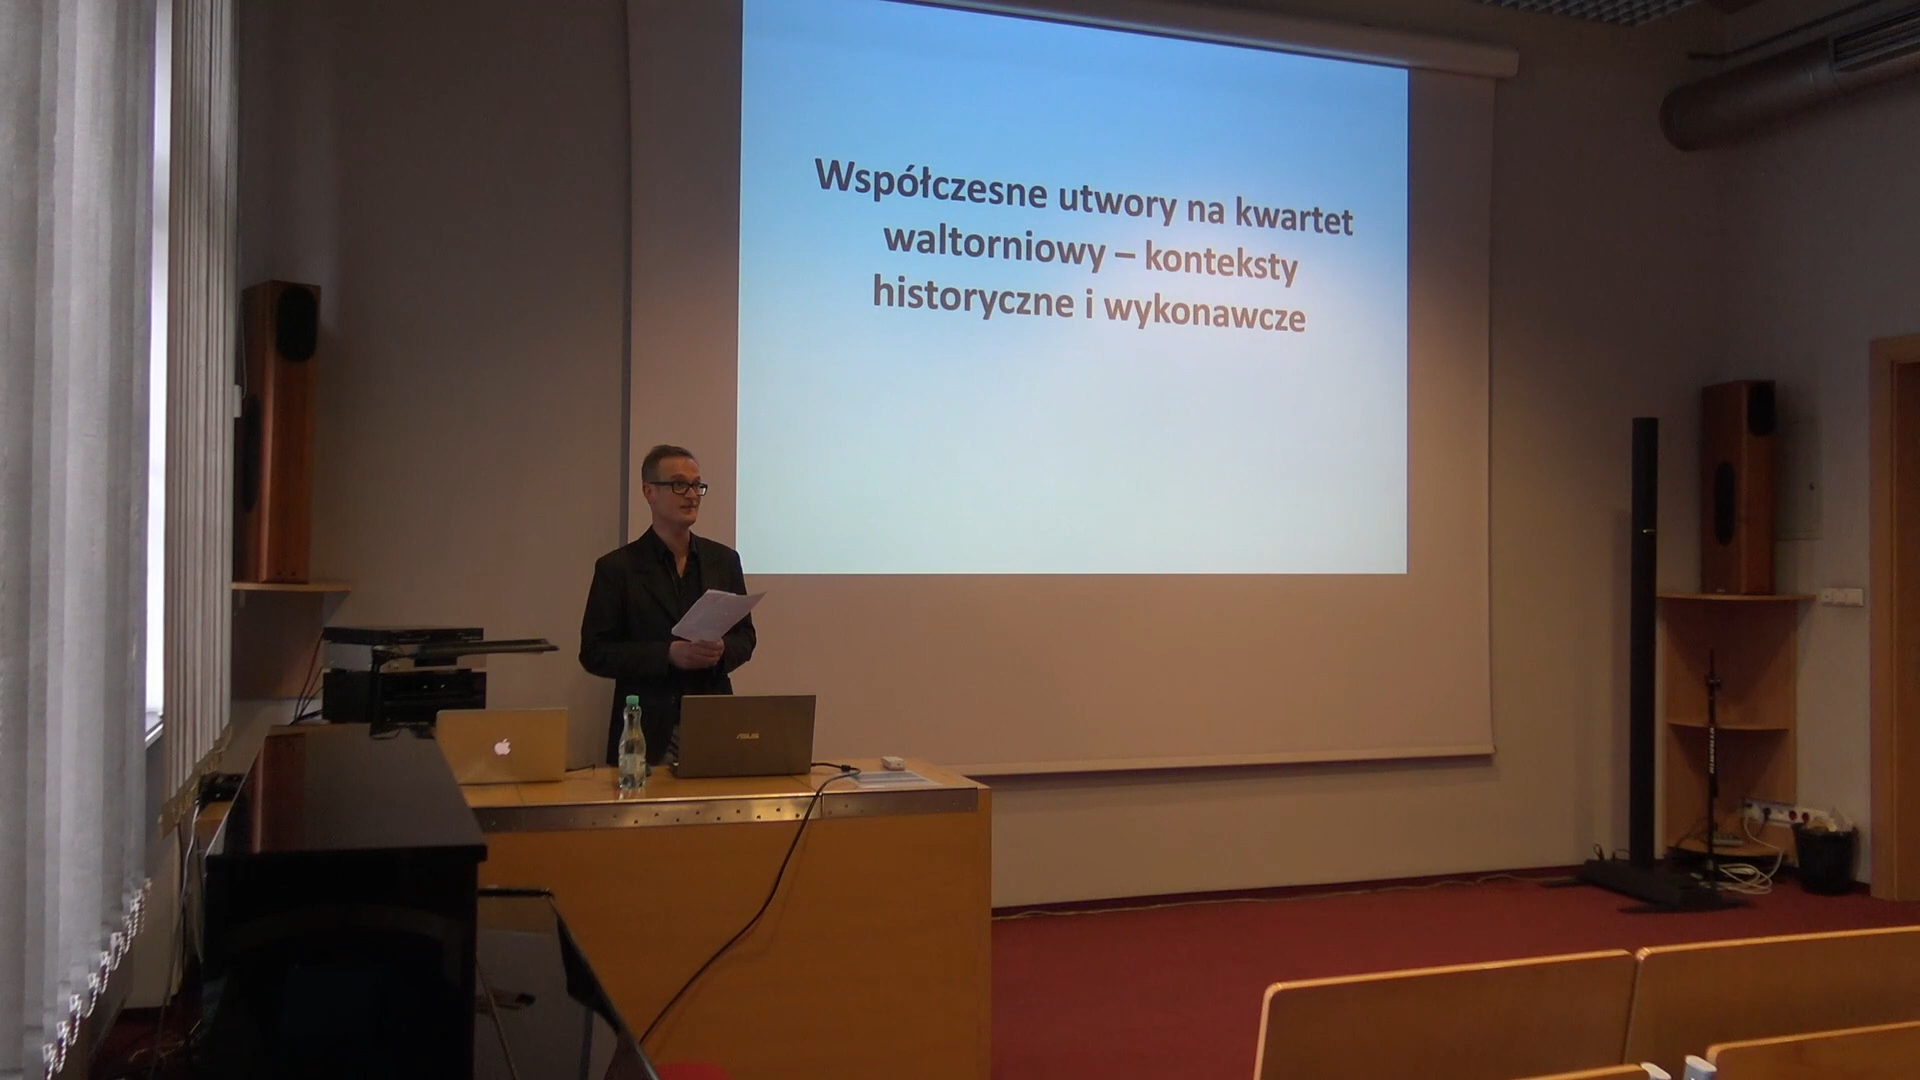 Współczesne utwory na kwartet
waltorniowy – konteksty
historyczne i wykonawcze
ASUS